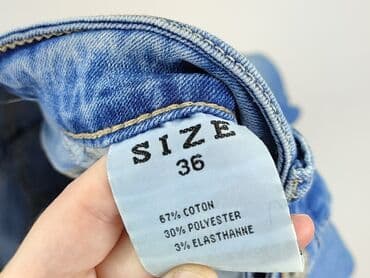 SIZE
36
67% COTON
30% POLYESTER
3% ELASTHANNE